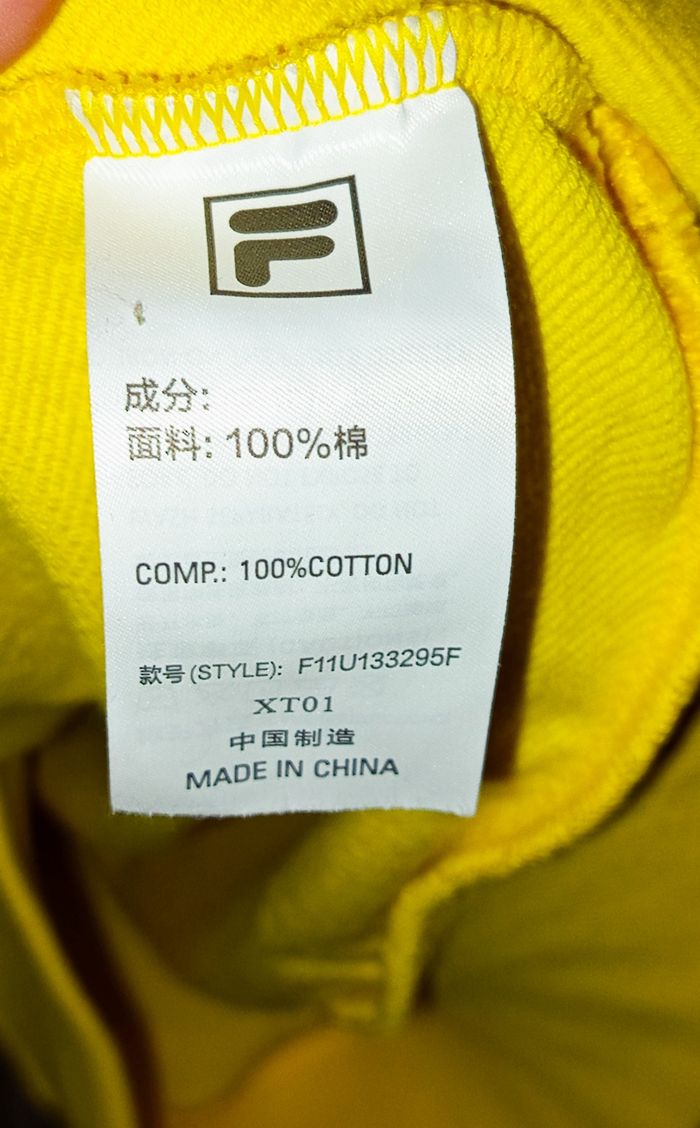 F
成分:
面料: 100%棉
COMP.: 100%COTTON
款号(STYLE): F11U133295F
XT01
中国制造
MADE IN CHINA